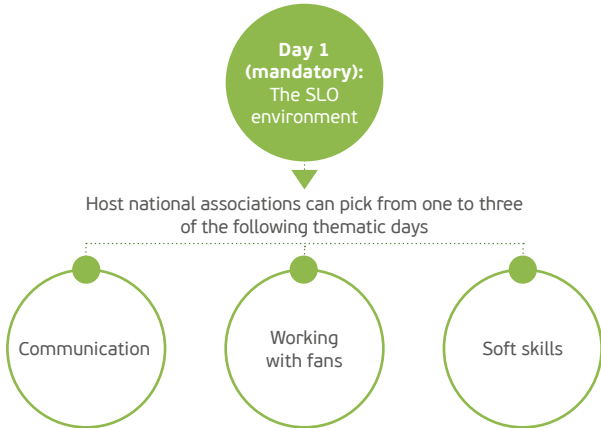 Day 1
(mandatory):
The SLO
environment
Host national associations can pick from one to three
of the following thematic days
Communication
Working
with fans
Soft skills